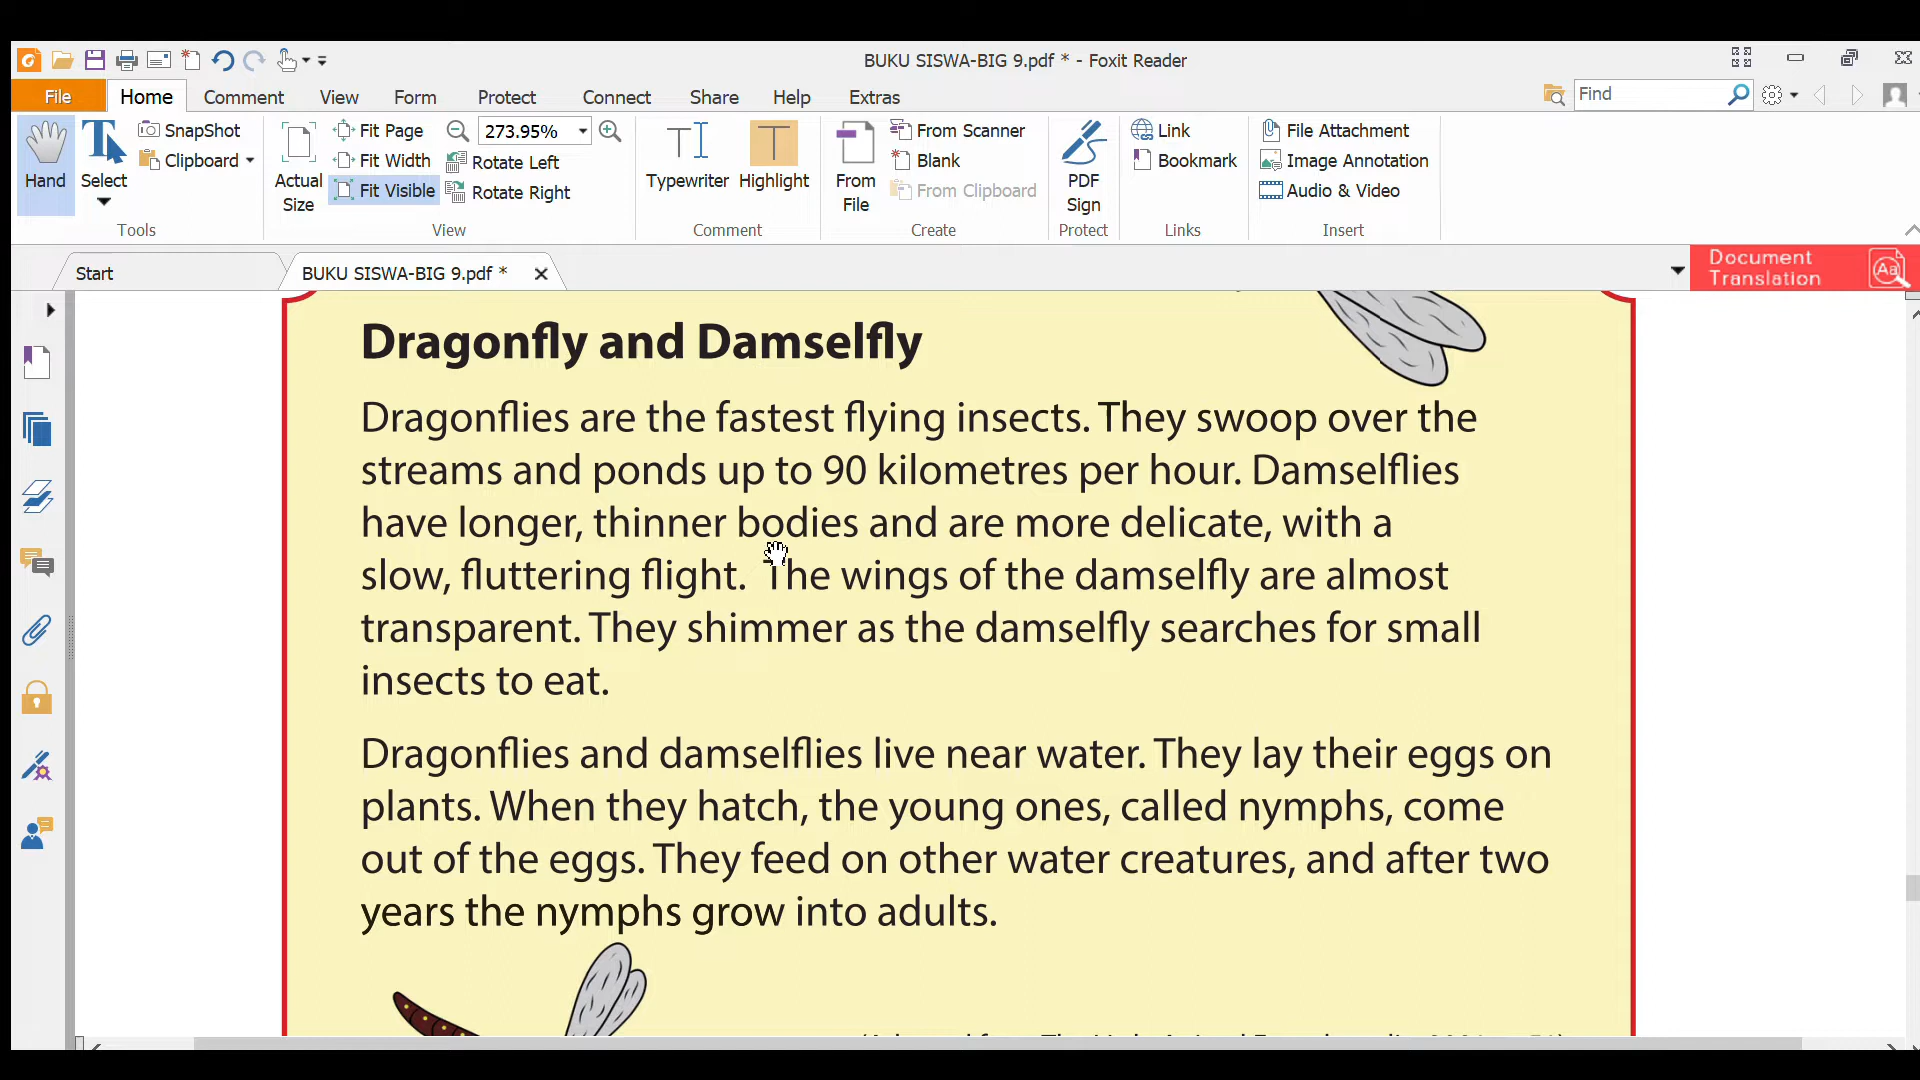 BUKU SISWA-BIG 9.pdf * - Foxit Reader
File Home Comment View Form Protect Connect Share Help Extras Find
Hand
Select
SnapShot
Clipboard
Tools
Actual Size
Fit Page
Fit Width
Fit Visible
273.95%
Rotate Left
Rotate Right
View
Typewriter
Highlight
Comment
From File
From Scanner
Blank
From Clipboard
Create
PDF Sign
Protect
Link
Bookmark
Links
File Attachment
Image Annotation
Audio & Video
Insert
Start
BUKU SISWA-BIG 9.pdf *
Document
Translation
Dragonfly and Damselfly
Dragonflies are the fastest flying insects. They swoop over the
streams and ponds up to 90 kilometres per hour. Damselflies
have longer, thinner bodies and are more delicate, with a
slow, fluttering flight. The wings of the damselfly are almost
transparent. They shimmer as the damselfly searches for small
insects to eat.
Dragonflies and damselflies live near water. They lay their eggs on
plants. When they hatch, the young ones, called nymphs, come
out of the eggs. They feed on other water creatures, and after two
years the nymphs grow into adults.